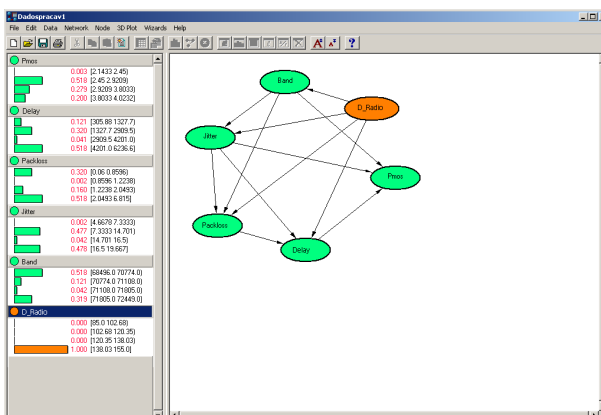 Dadospracav1
File Edit Data Network Node 3D Plot Wizards Help
Pmos
0.003 [2.1433 2.45)
0.518 [2.45 2.9209)
0.279 [2.9209 3.8033)
0.200 [3.8033 4.0232]
Delay
0.121 [305.88 1327.7)
0.320 [1327.7 2909.5)
0.041 [2909.5 4201.0)
0.518 [4201.0 6236.6]
Packloss
0.320 [0.06 0.8596)
0.002 [0.8596 1.2238)
0.160 [1.2238 2.0493)
0.518 [2.0493 6.815]
Jitter
0.002 [4.6678 7.3333)
0.477 [7.3333 14.701)
0.042 [14.701 16.5)
0.478 [16.5 19.667]
Band
0.518 [68496.0 70774.0)
0.121 [70774.0 71108.0)
0.042 [71108.0 71805.0)
0.319 [71805.0 72449.0]
D_Radio
0.000 [85.0 102.68)
0.000 [102.68 120.35)
0.000 [120.35 138.03)
1.000 [138.03 155.0]
Band
D_Radio
Jitter
Pmos
Packloss
Delay